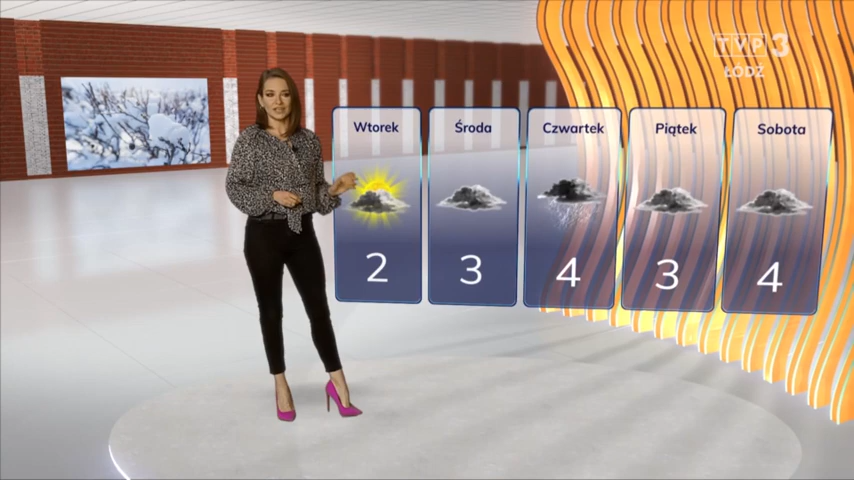 TVP3
ŁÓDŹ
Wtorek
Środa
Czwartek
Piątek
Sobota
2
3
4
3
4